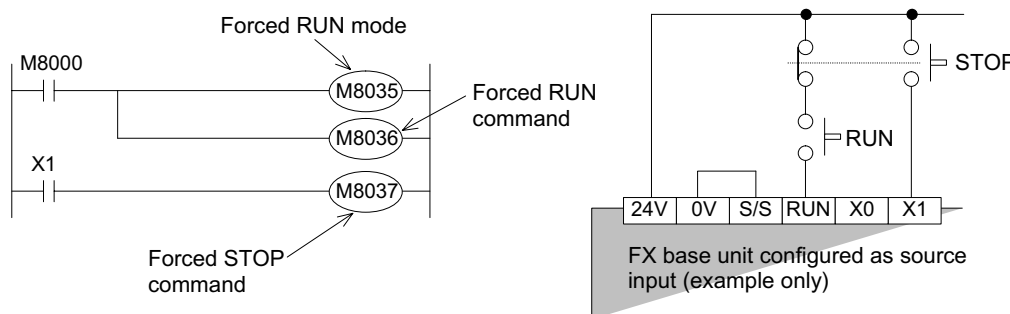 Forced RUN mode
M8000
M8035
Forced RUN
command
M8036
X1
M8037
Forced STOP
command
STOP
RUN
24V 0V S/S RUN X0 X1
FX base unit configured as source
input (example only)